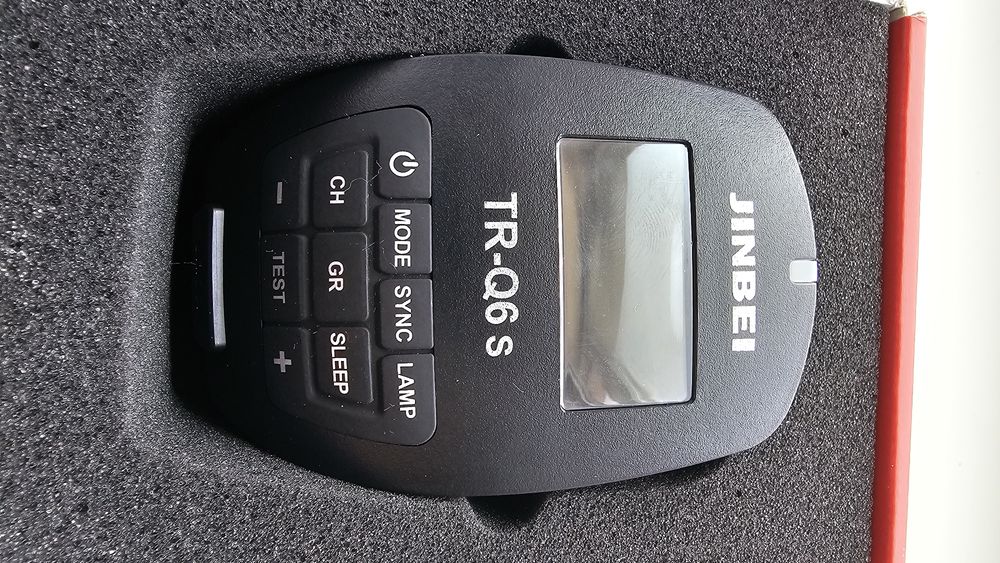 JINBEI
TR-Q6 S
MODE SYNC LAMP
CH GR SLEEP
- TEST +